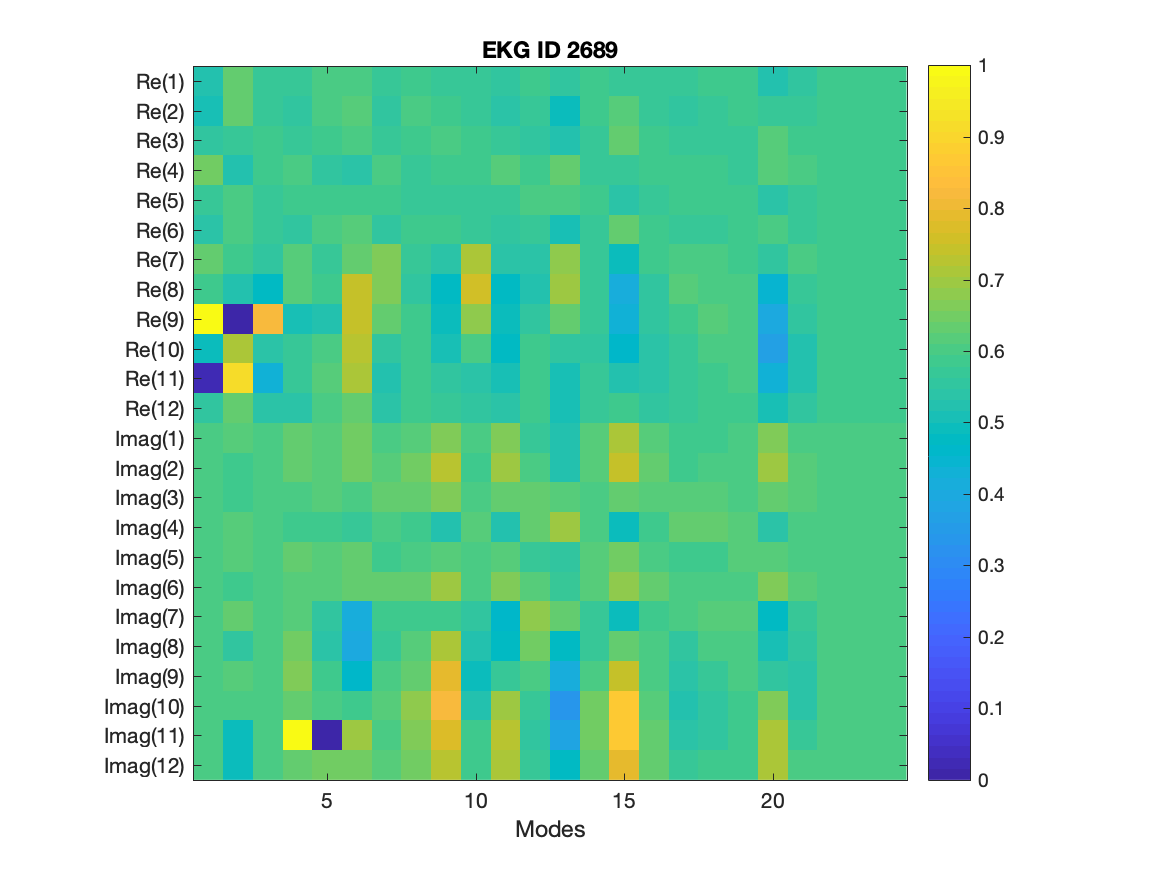 EKG ID 2689
Re(1)
Re(2)
Re(3)
Re(4)
Re(5)
Re(6)
Re(7)
Re(8)
Re(9)
Re(10)
Re(11)
Re(12)
Imag(1)
Imag(2)
Imag(3)
Imag(4)
Imag(5)
Imag(6)
Imag(7)
Imag(8)
Imag(9)
Imag(10)
Imag(11)
Imag(12)
5 10 15 20
Modes
1
0.9
0.8
0.7
0.6
0.5
0.4
0.3
0.2
0.1
0